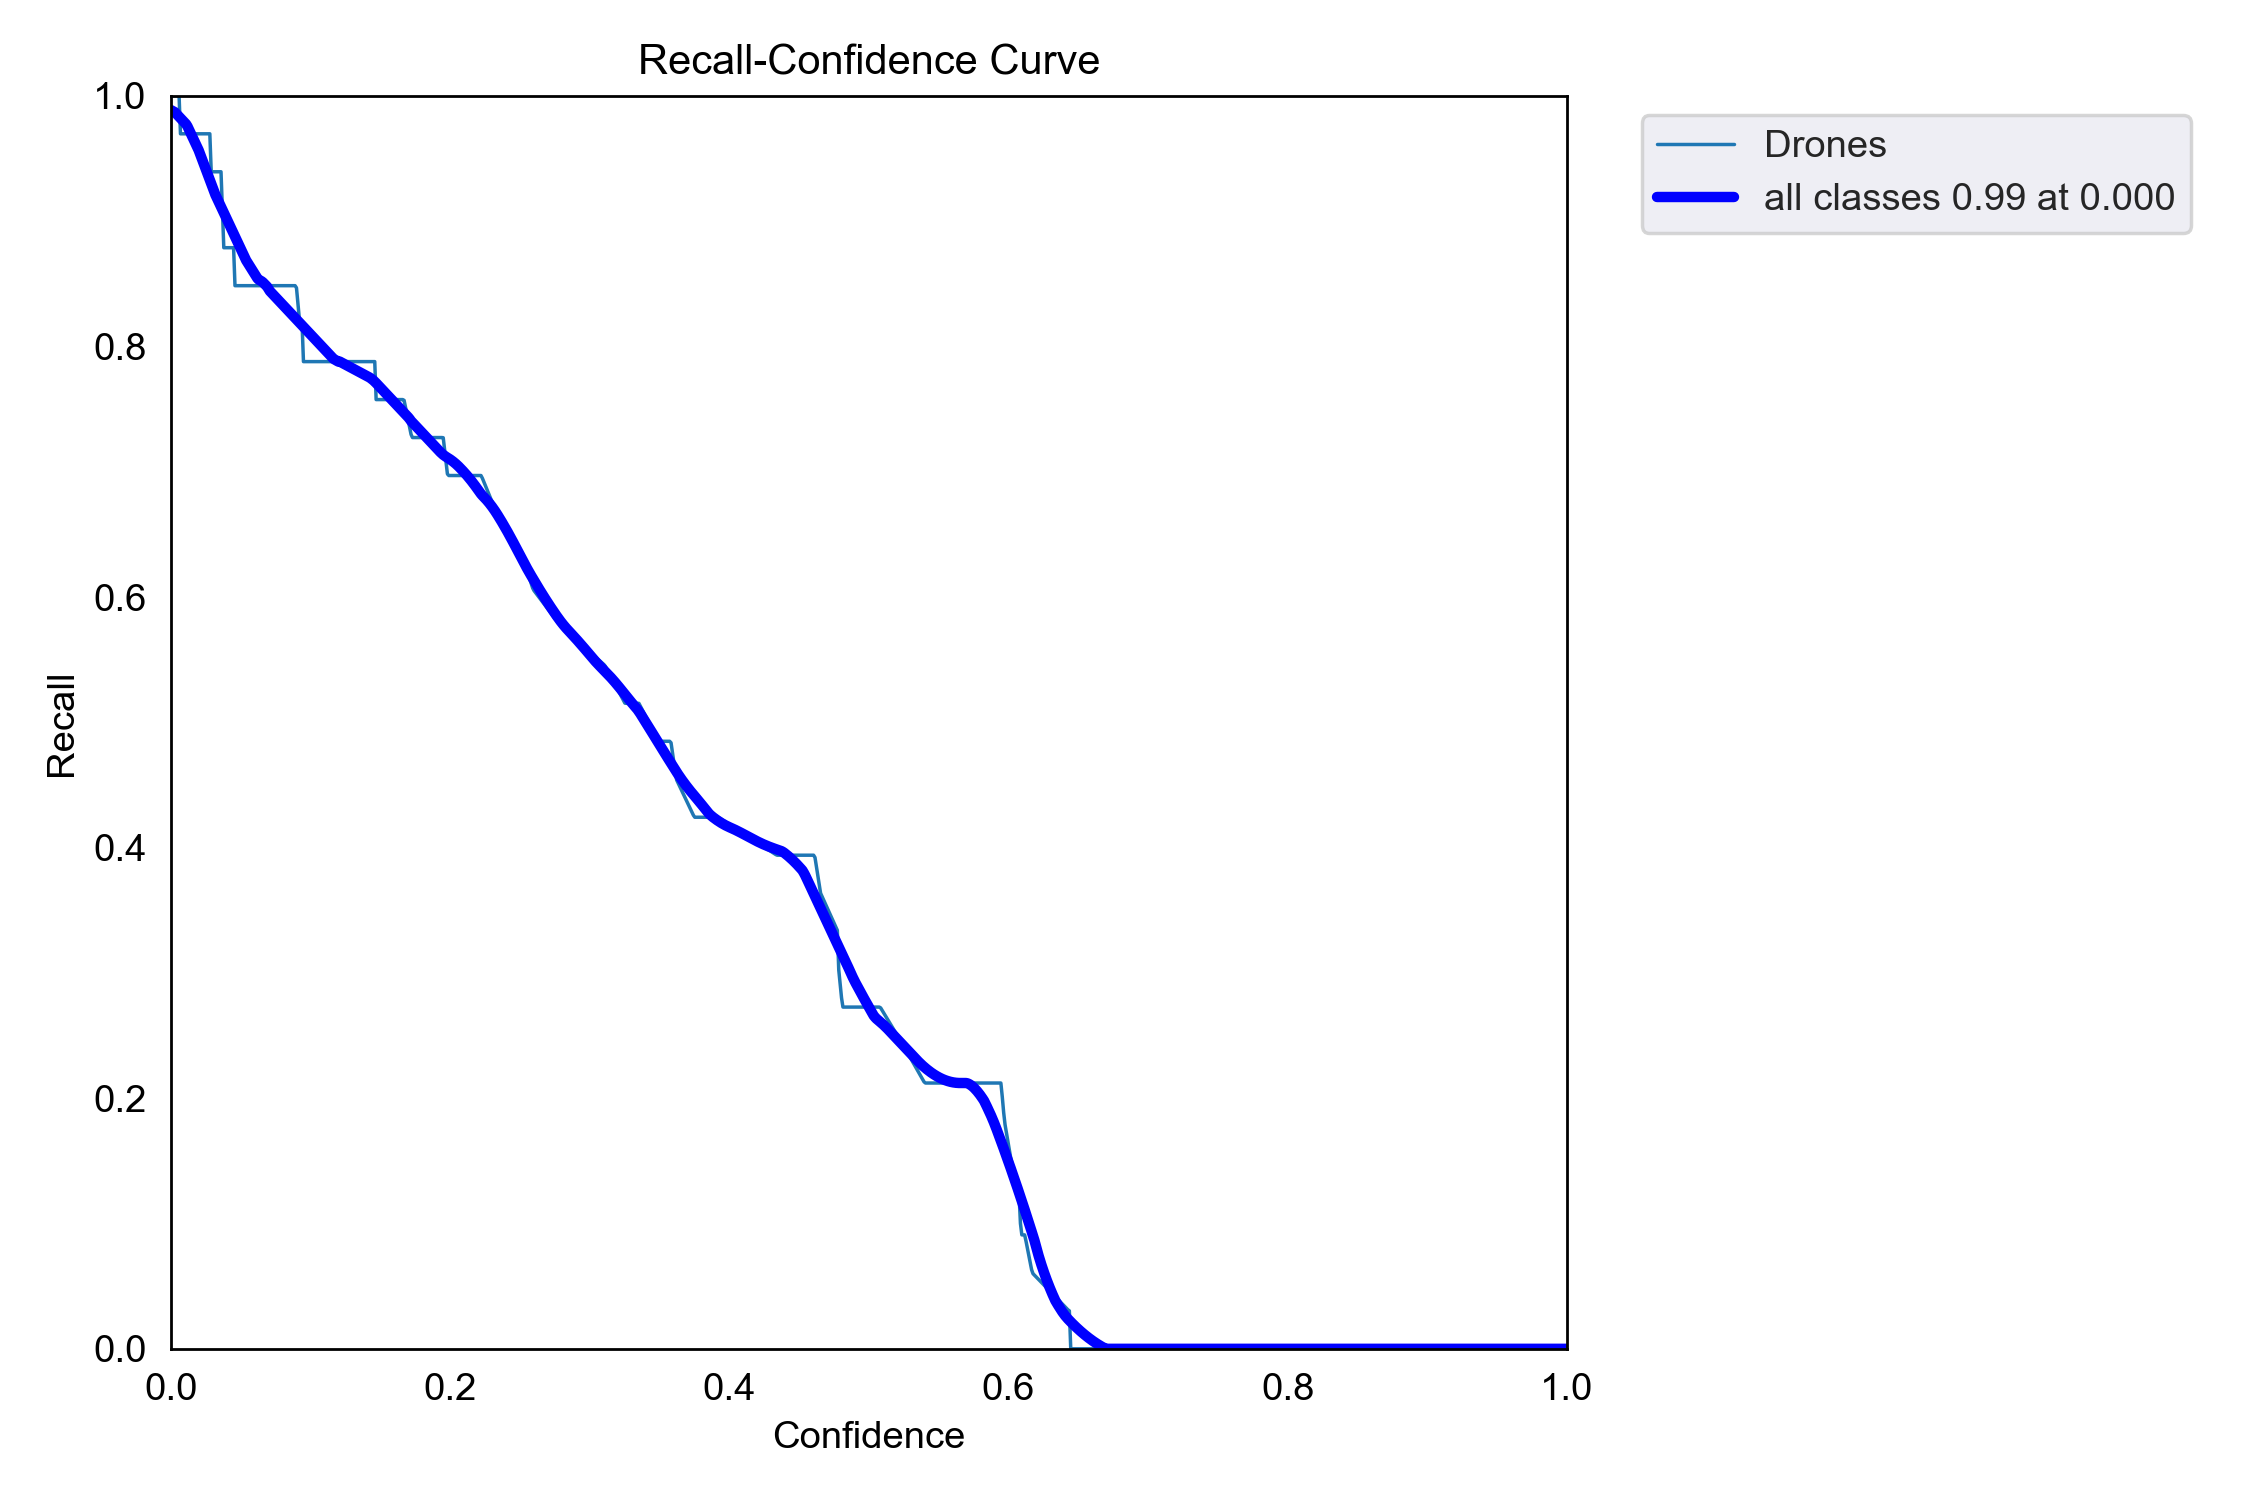 Recall-Confidence Curve
1.0
0.8
0.6
0.4
0.2
0.0
Recall
0.0 0.2 0.4 0.6 0.8 1.0
Confidence
Drones
all classes 0.99 at 0.000